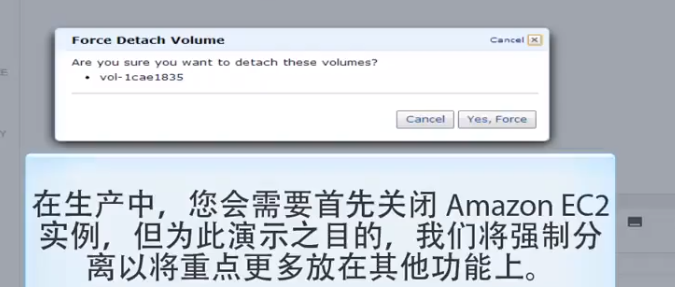 Force Detach Volume
Cancel
Are you sure you want to detach these volumes?
• vol-1cae1835
Cancel
Yes, Force
在生产中，您会需要首先关闭 Amazon EC2
实例，但为此演示之目的，我们将强制分
离以将重点更多放在其他功能上。
E
Y